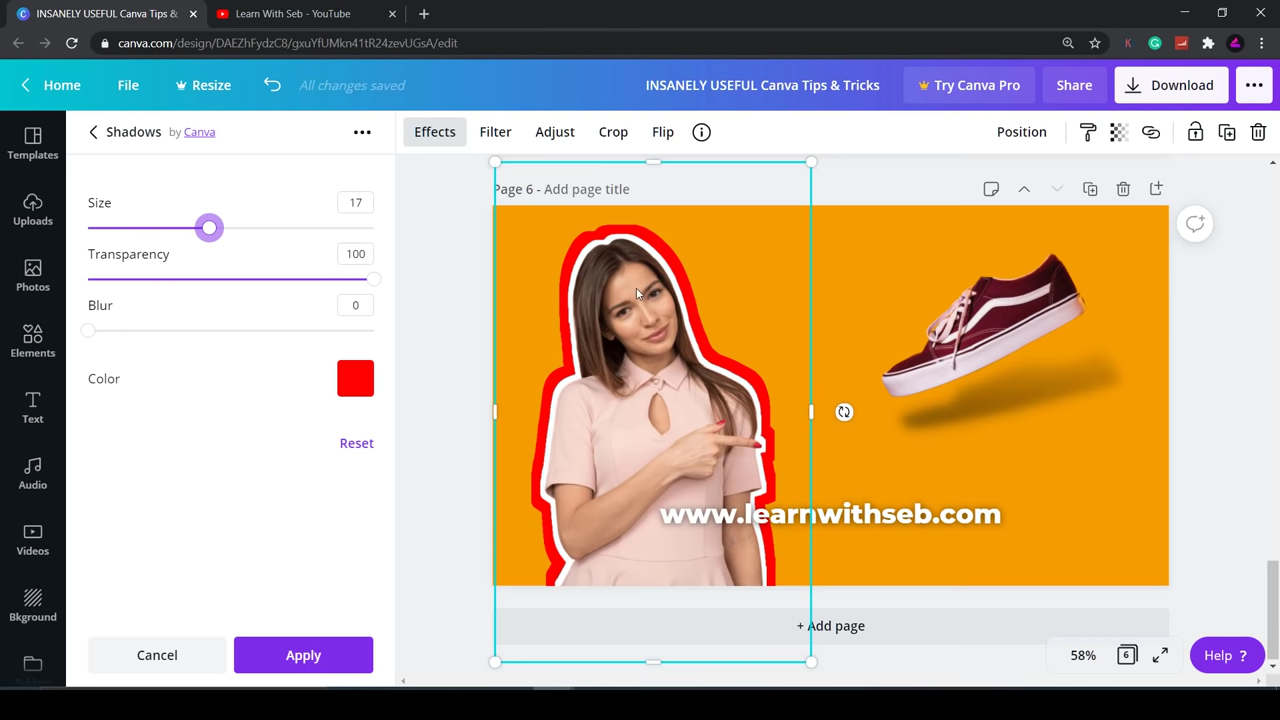 INSANELY USEFUL Canva Tips &
Learn With Seb - YouTube
canva.com/design/DAEZhFydzC8/gxuYfUMkn41tR24zevUGsA/edit
Home
File
Resize
All changes saved
INSANELY USEFUL Canva Tips & Tricks
Try Canva Pro
Share
Download
Templates
Uploads
Photos
Elements
Text
Audio
Videos
Bkground
Folders
Shadows by Canva
Size
17
Transparency
100
Blur
0
Color
Reset
Cancel
Apply
Effects
Filter
Adjust
Crop
Flip
Position
Page 6 - Add page title
www.learnwithseb.com
+ Add page
58%
6
Help ?